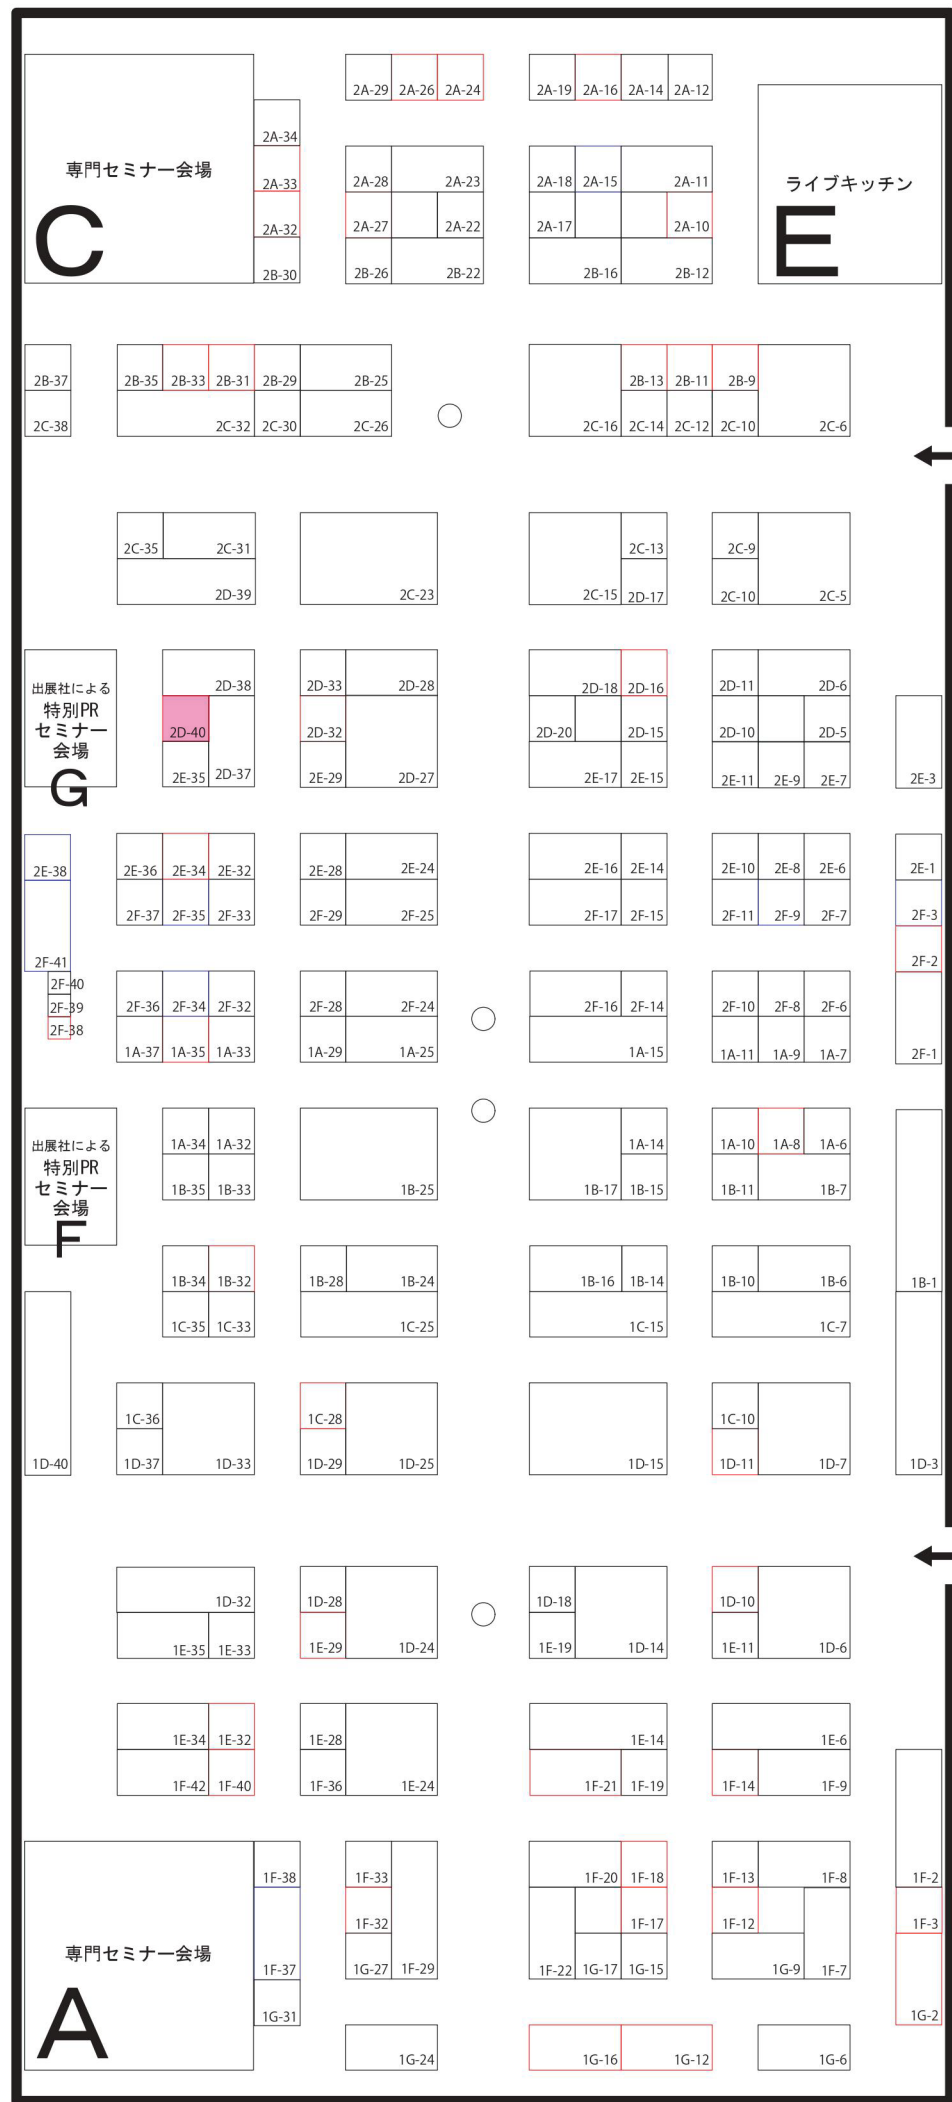 2A-29 2A-26 2A-24 2A-19 2A-16 2A-14 2A-12
2A-34
専門セミナー会場
C
2A-33
2A-32
2B-30
2A-28 2A-23 2A-18 2A-15 2A-11
2A-27 2A-22 2A-17 2A-10
2B-26 2B-22 2B-16 2B-12
ライブキッチン
E
2B-37 2B-35 2B-33 2B-31 2B-29 2B-25 2B-13 2B-11 2B-9
2C-38 2C-32 2C-30 2C-26 2C-16 2C-14 2C-12 2C-10 2C-6
2C-35 2C-31 2C-13 2C-9
2D-39 2C-23 2C-15 2D-17 2C-10 2C-5
出展社による
特別PR
セミナー
会場
G
2D-38 2D-33 2D-28 2D-18 2D-16 2D-11 2D-6
2D-40 2D-32 2D-20 2D-15 2D-10 2D-5
2E-35 2D-37 2E-29 2D-27 2E-17 2E-15 2E-11 2E-9 2E-7 2E-3
2E-38 2E-36 2E-34 2E-32 2E-28 2E-24 2E-16 2E-14 2E-10 2E-8 2E-6 2E-1
2F-37 2F-35 2F-33 2F-29 2F-25 2F-17 2F-15 2F-11 2F-9 2F-7 2F-3
2F-41 2F-2
2F-40
2F-39
2F-38
2F-36 2F-34 2F-32 2F-28 2F-24 2F-16 2F-14 2F-10 2F-8 2F-6
1A-37 1A-35 1A-33 1A-29 1A-25 1A-15 1A-11 1A-9 1A-7 2F-1
出展社による
特別PR
セミナー
会場
F
1A-34 1A-32 1A-14 1A-10 1A-8 1A-6
1B-35 1B-33 1B-25 1B-17 1B-15 1B-11 1B-7
1B-34 1B-32 1B-28 1B-24 1B-16 1B-14 1B-10 1B-6 1B-1
1C-35 1C-33 1C-25 1C-15 1C-7
1C-36 1C-28 1C-10
1D-40 1D-37 1D-33 1D-29 1D-25 1D-15 1D-11 1D-7 1D-3
1D-32 1D-28 1D-18 1D-10
1E-35 1E-33 1E-29 1D-24 1E-19 1D-14 1E-11 1D-6
1E-34 1E-32 1E-28 1E-14 1E-6
1F-42 1F-40 1F-36 1E-24 1F-21 1F-19 1F-14 1F-9
1F-38 1F-33 1F-20 1F-18 1F-13 1F-8 1F-2
1F-32 1F-17 1F-12 1F-3
専門セミナー会場
A
1F-37 1G-27 1F-29 1F-22 1G-17 1G-15 1G-9 1F-7
1G-31 1G-2
1G-24 1G-16 1G-12 1G-6